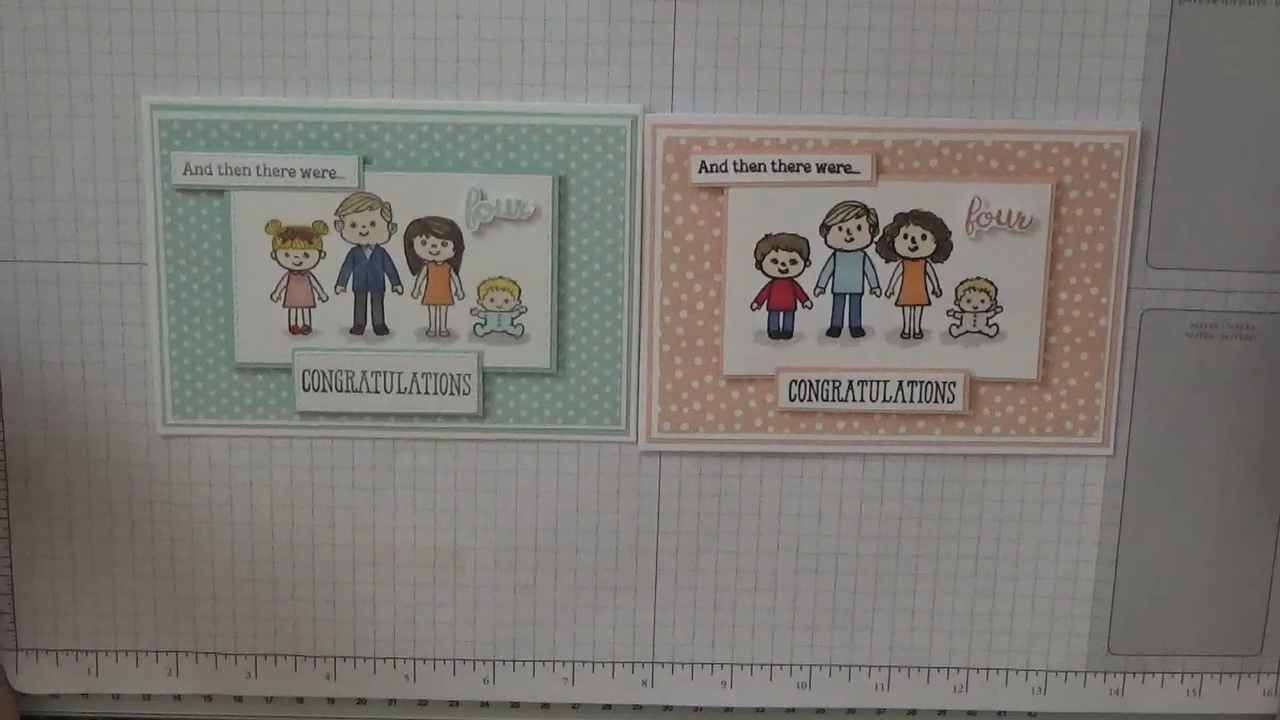 And then there were...
four
CONGRATULATIONS
And then there were...
four
CONGRATULATIONS
1 2 3 4 5 6 7 8 9 10 11 12 13 14 15 16